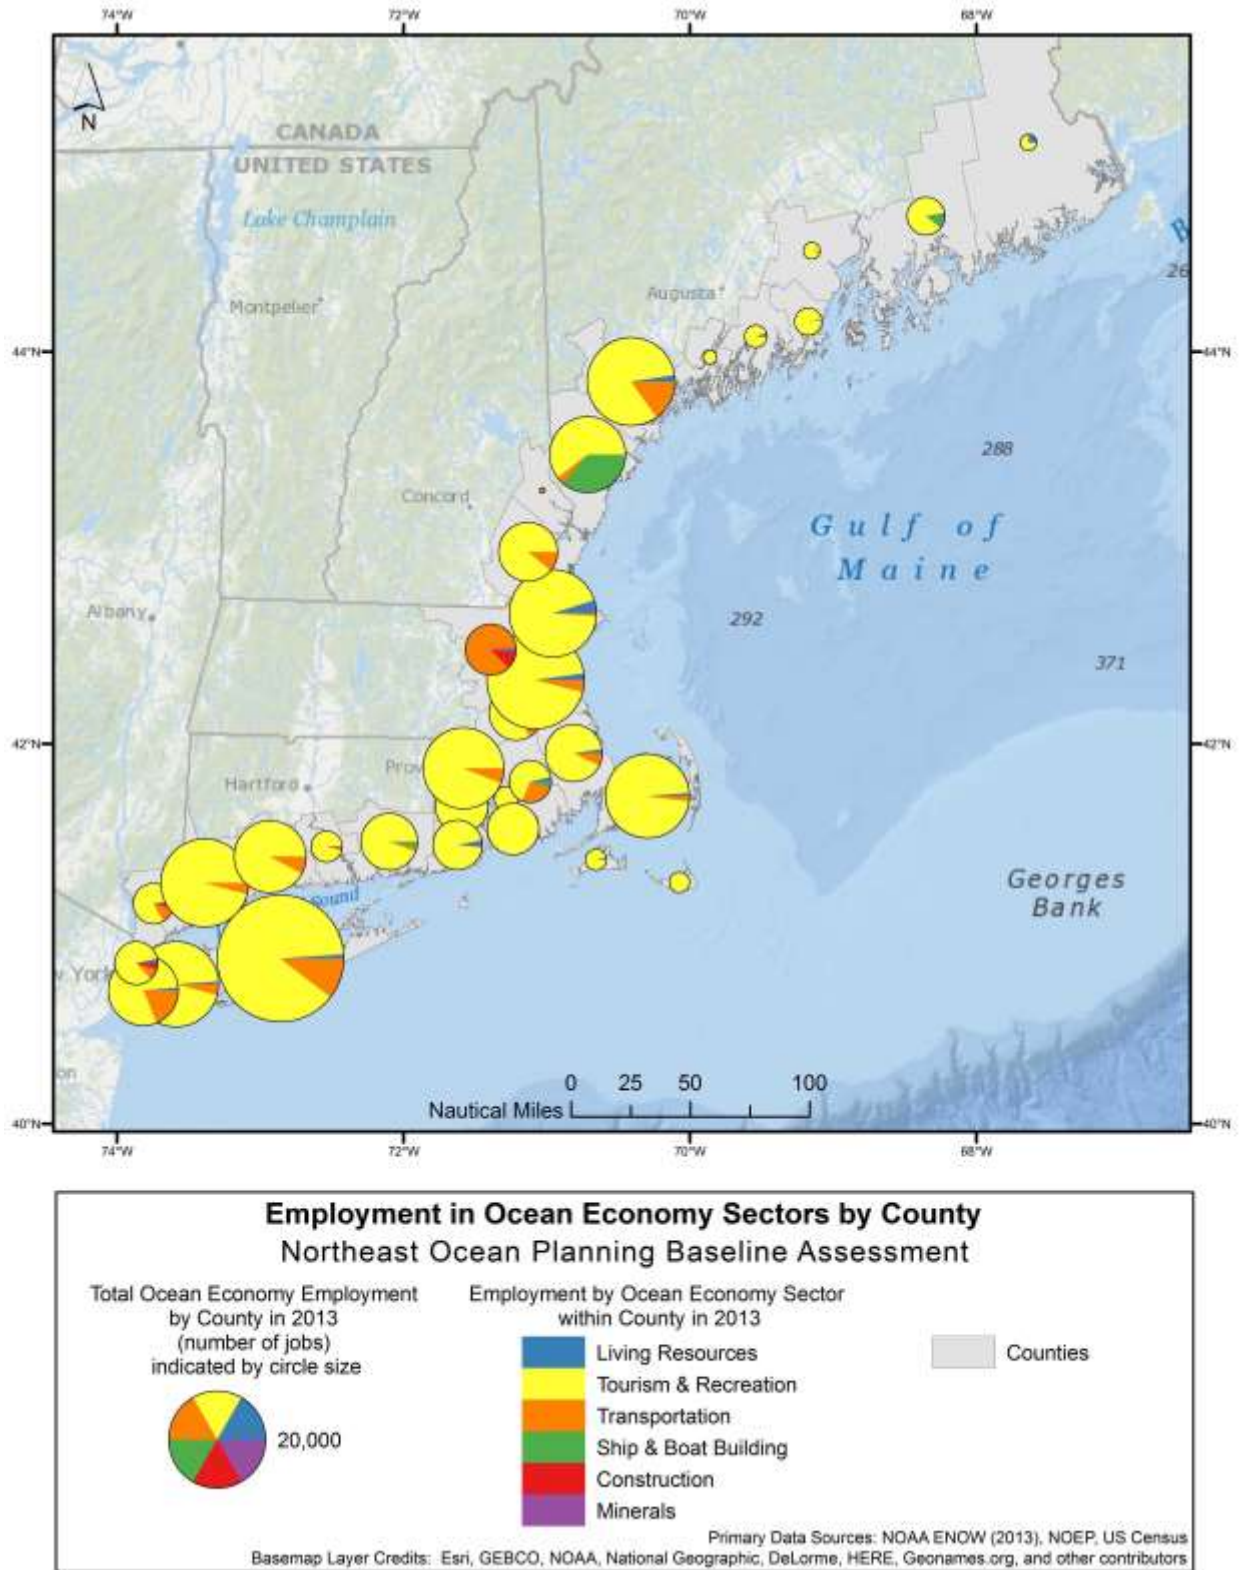 74°W 72°W 70°W 68°W
N
CANADA
UNITED STATES
Lake Champlain
Montpelier
Augusta
26
44°N 44°N
288
Concord
Gulf of
Maine
Albany
292
371
42°N 42°N
Hartford
Georges
Bank
Sound
York
0 25 50 100
Nautical Miles
40°N 40°N
74°W 72°W 70°W 68°W
Employment in Ocean Economy Sectors by County
Northeast Ocean Planning Baseline Assessment
Total Ocean Economy Employment
by County in 2013
(number of jobs)
indicated by circle size
20,000
Employment by Ocean Economy Sector
within County in 2013
Living Resources
Tourism & Recreation
Transportation
Ship & Boat Building
Construction
Minerals
Counties
Primary Data Sources: NOAA ENOW (2013), NOEP, US Census
Basemap Layer Credits: Esri, GEBCO, NOAA, National Geographic, DeLorme, HERE, Geonames.org, and other contributors